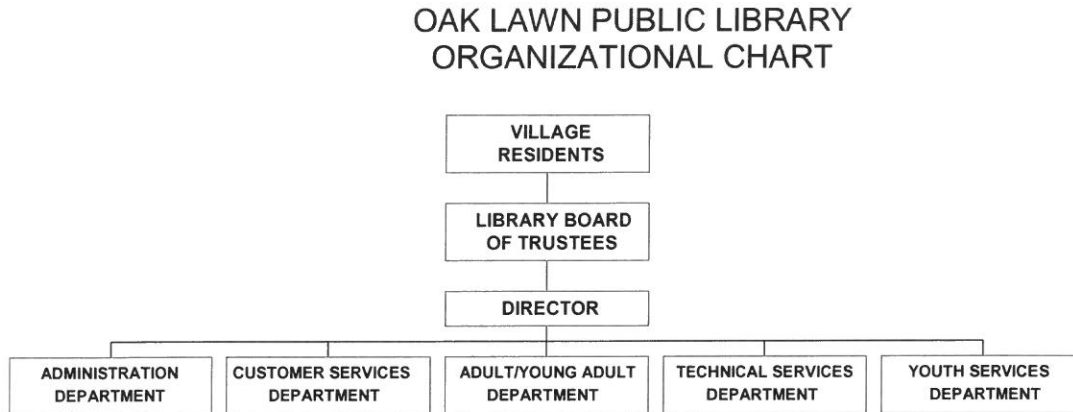 OAK LAWN PUBLIC LIBRARY
ORGANIZATIONAL CHART
VILLAGE
RESIDENTS
LIBRARY BOARD
OF TRUSTEES
DIRECTOR
ADMINISTRATION
DEPARTMENT
CUSTOMER SERVICES
DEPARTMENT
ADULT/YOUNG ADULT
DEPARTMENT
TECHNICAL SERVICES
DEPARTMENT
YOUTH SERVICES
DEPARTMENT